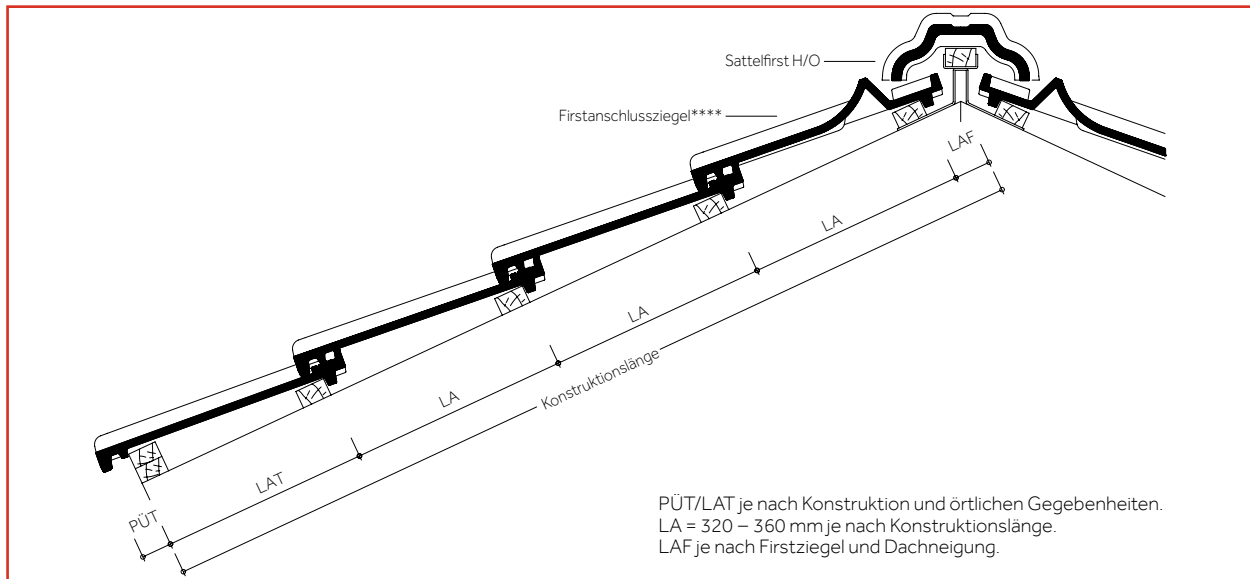 Sattelfirst H/O
Firstanschlussziegel****
LAF
LA
LA
LA
Konstruktionslänge
LAT
PÜT
PÜT/LAT je nach Konstruktion und örtlichen Gegebenheiten.
LA = 320 – 360 mm je nach Konstruktionslänge.
LAF je nach Firstziegel und Dachneigung.